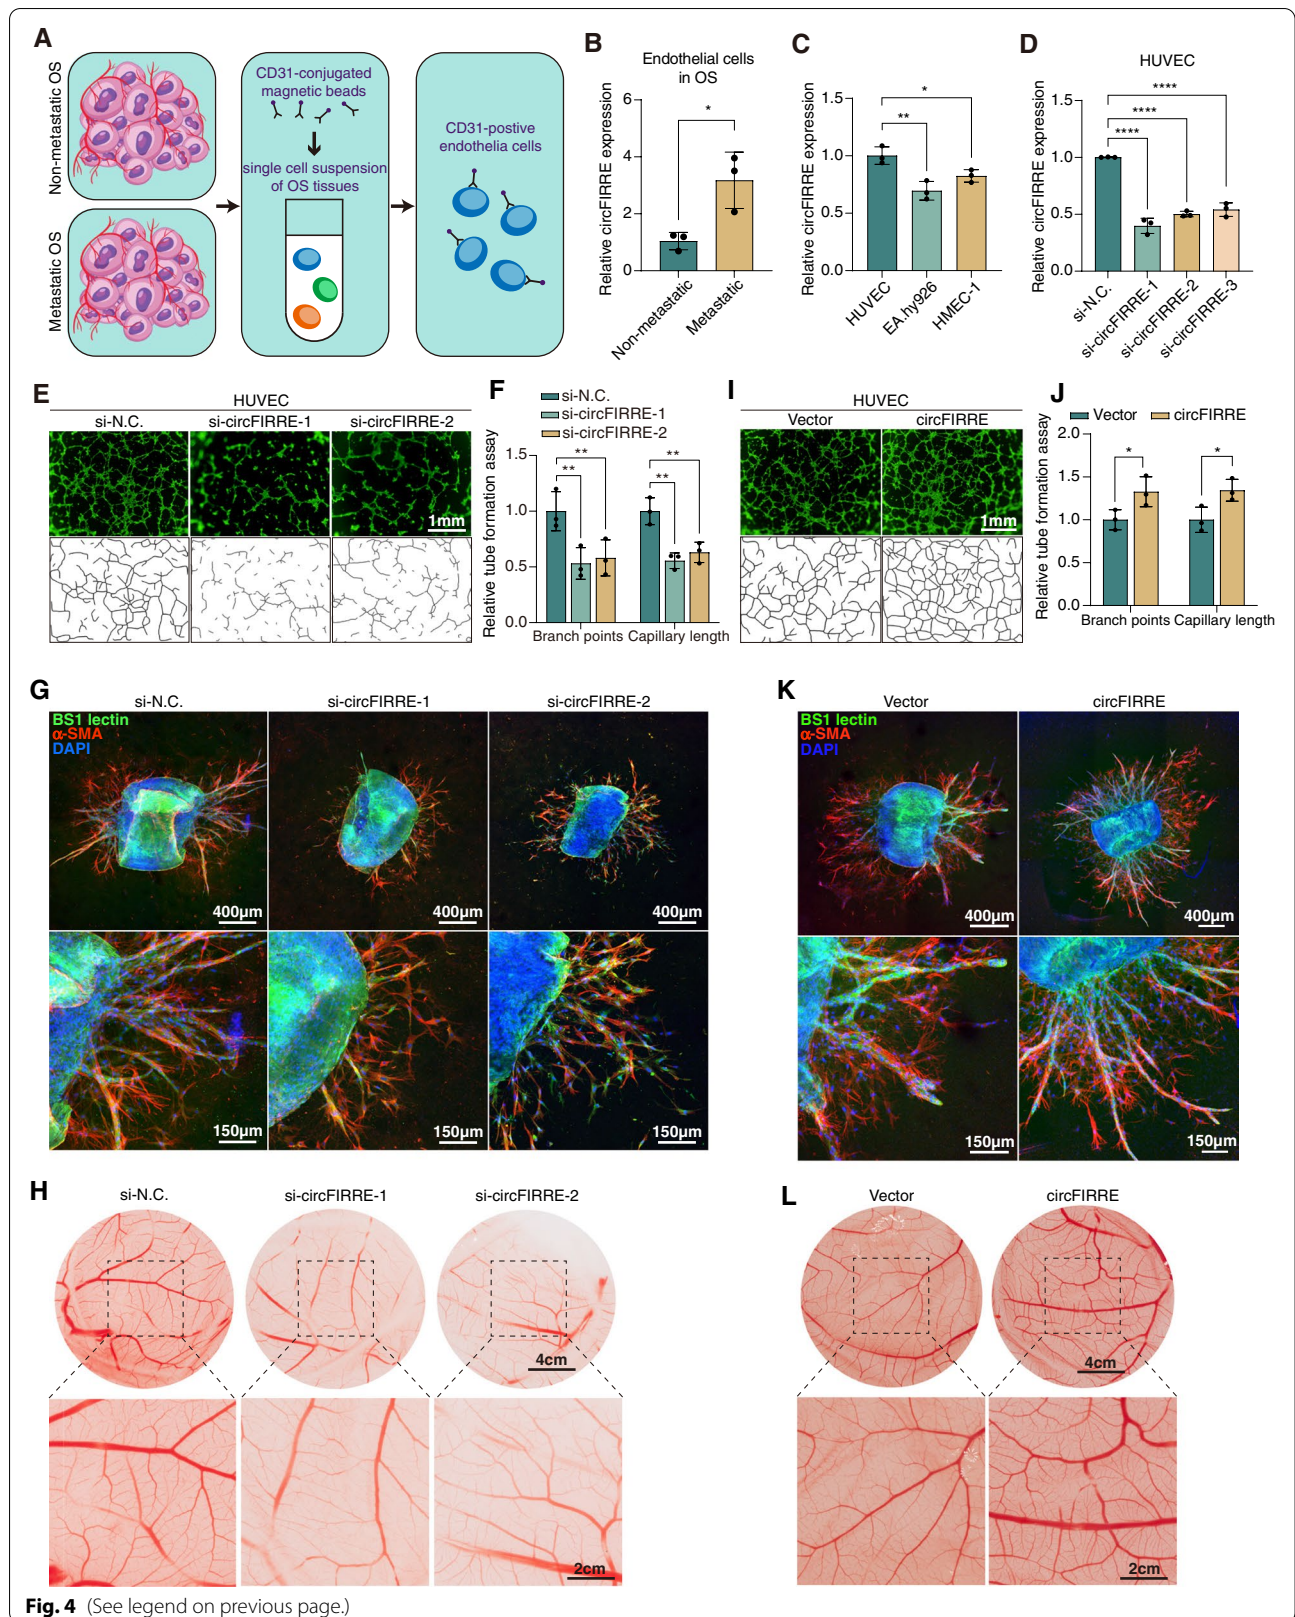 A
Non-metastatic OS
Metastatic OS
CD31-conjugated
magnetic beads
single cell suspension
of OS tissues
CD31-postive
endothelia cells
B
Endothelial cells
in OS
Relative circFIRRE expression
6
4
2
0
*
Non-metastatic
Metastatic
C
Relative circFIRRE expression
1.5
1.0
0.5
0.0
*
**
HUVEC
EA.hy926
HMEC-1
D
HUVEC
Relative circFIRRE expression
1.5
1.0
0.5
0.0
****
****
****
si-N.C.
si-circFIRRE-1
si-circFIRRE-2
si-circFIRRE-3
E
HUVEC
si-N.C.
si-circFIRRE-1
si-circFIRRE-2
1mm
F
si-N.C.
si-circFIRRE-1
si-circFIRRE-2
Relative tube formation assay
1.5
1.0
0.5
0.0
**
**
**
**
Branch points
Capillary length
I
HUVEC
Vector
circFIRRE
1mm
J
Vector
circFIRRE
Relative tube formation assay
2.0
1.5
1.0
0.5
0.0
*
*
Branch points
Capillary length
G
si-N.C.
si-circFIRRE-1
si-circFIRRE-2
BS1 lectin
α-SMA
DAPI
400μm
400μm
400μm
150μm
150μm
150μm
K
Vector
circFIRRE
BS1 lectin
α-SMA
DAPI
400μm
400μm
150μm
150μm
H
si-N.C.
si-circFIRRE-1
si-circFIRRE-2
4cm
2cm
L
Vector
circFIRRE
4cm
2cm
Fig. 4 (See legend on previous page.)